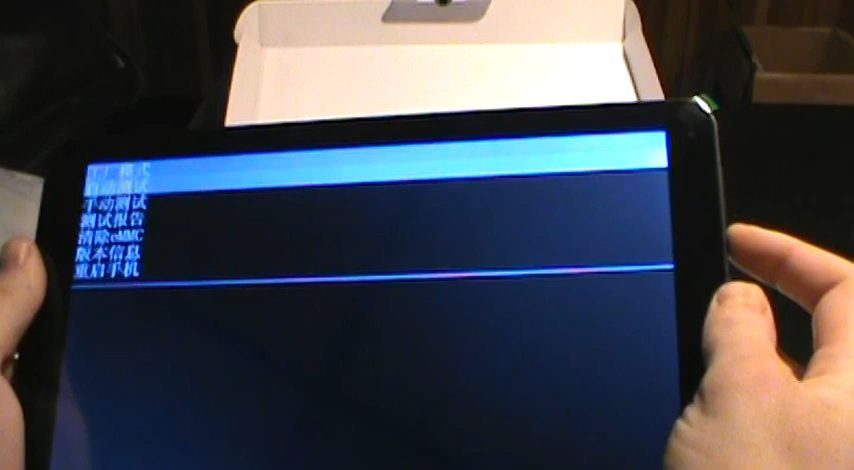 工厂模式
自动测试
手动测试
测试报告
清除eMMC
版本信息
重启手机